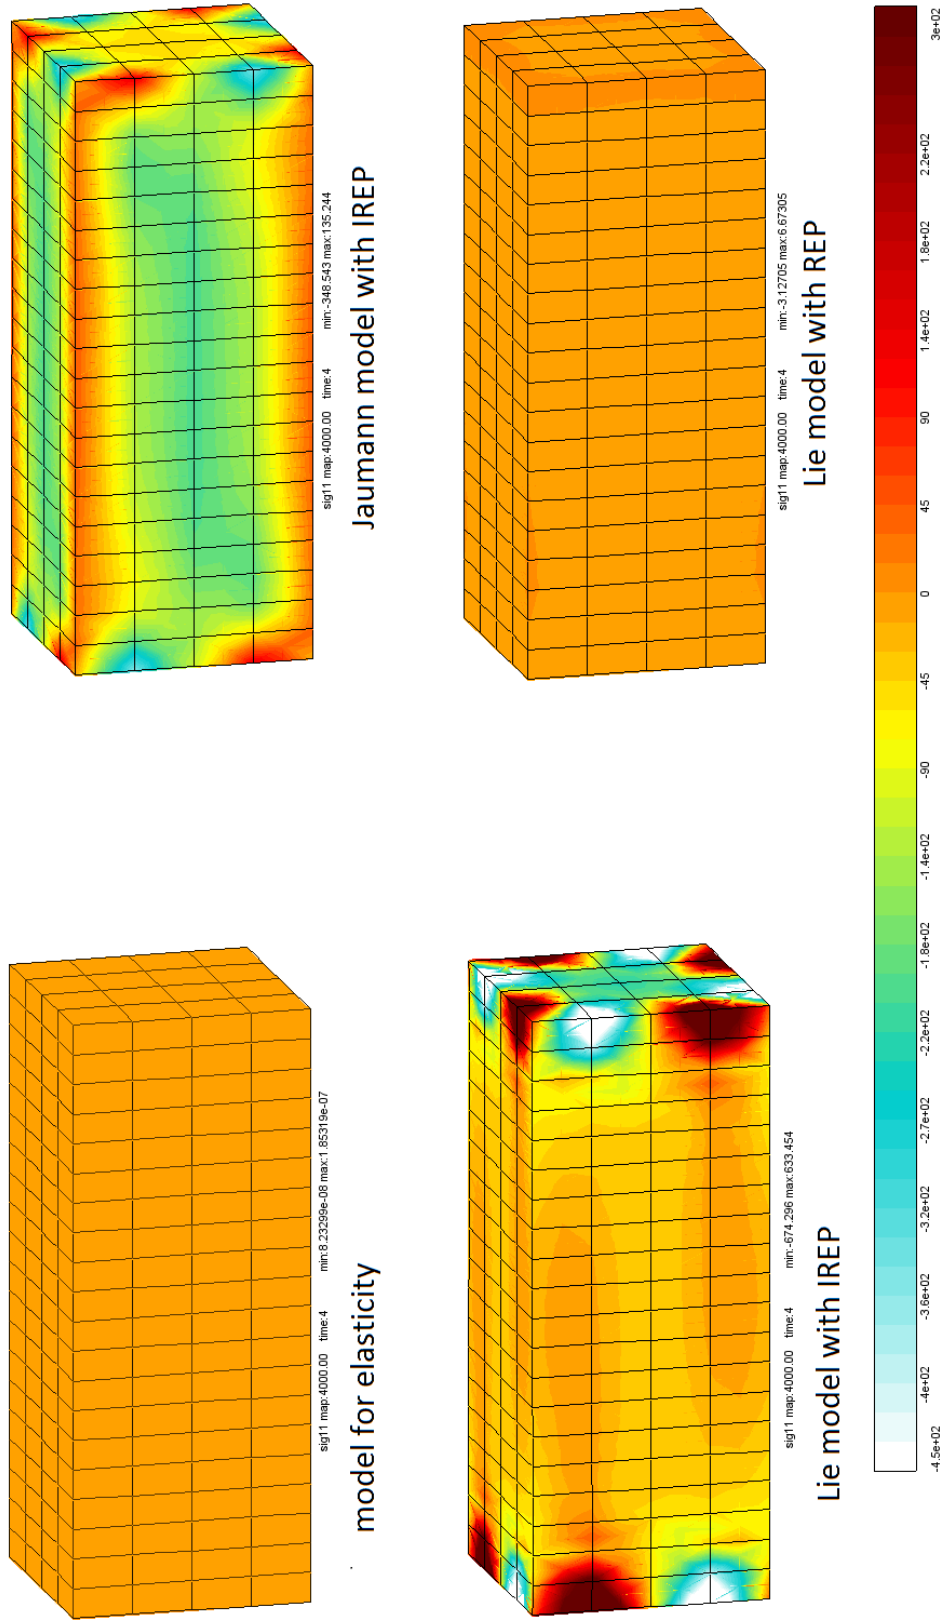 sig11 map:4000.00 time:4 min:8.23299e-08 max:1.85319e-07
model for elasticity
sig11 map:4000.00 time:4 min:-348.543 max:135.244
Jaumann model with IREP
sig11 map:4000.00 time:4 min:-674.296 max:633.454
Lie model with IREP
sig11 map:4000.00 time:4 min:-3.12705 max:6.67305
Lie model with REP
-4.5e+02 -4e+02 -3.6e+02 -3.2e+02 -2.7e+02 -2.2e+02 -1.8e+02 -1.4e+02 -90 -45 0 45 90 1.4e+02 1.8e+02 2.2e+02 3e+02